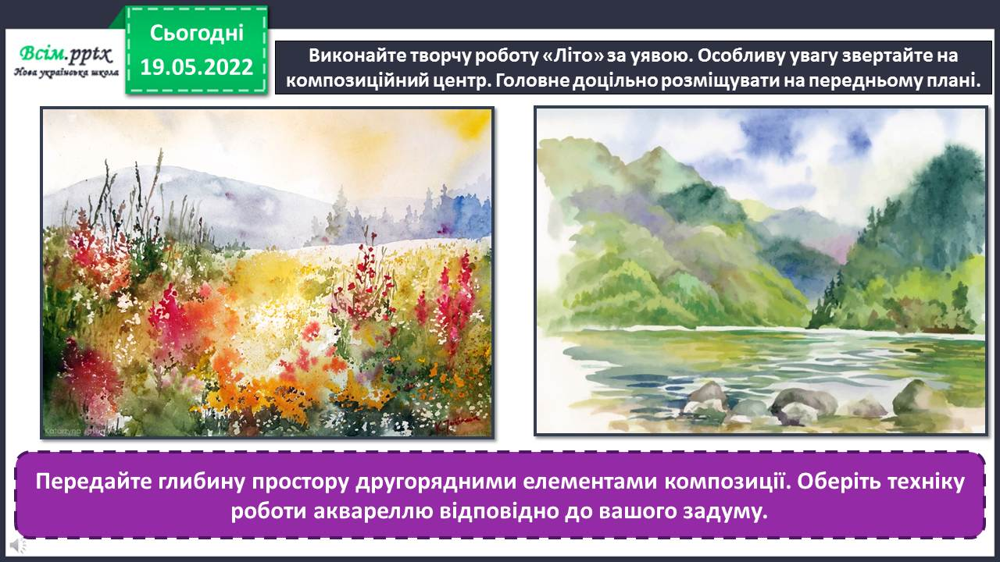 Всім.pptx
Нова українська школа
Сьогодні
19.05.2022
Виконайте творчу роботу «Літо» за уявою. Особливу увагу звертайте на
композиційний центр. Головне доцільно розміщувати на передньому плані.
Katarzyna
Передайте глибину простору другорядними елементами композиції. Оберіть техніку
роботи аквареллю відповідно до вашого задуму.